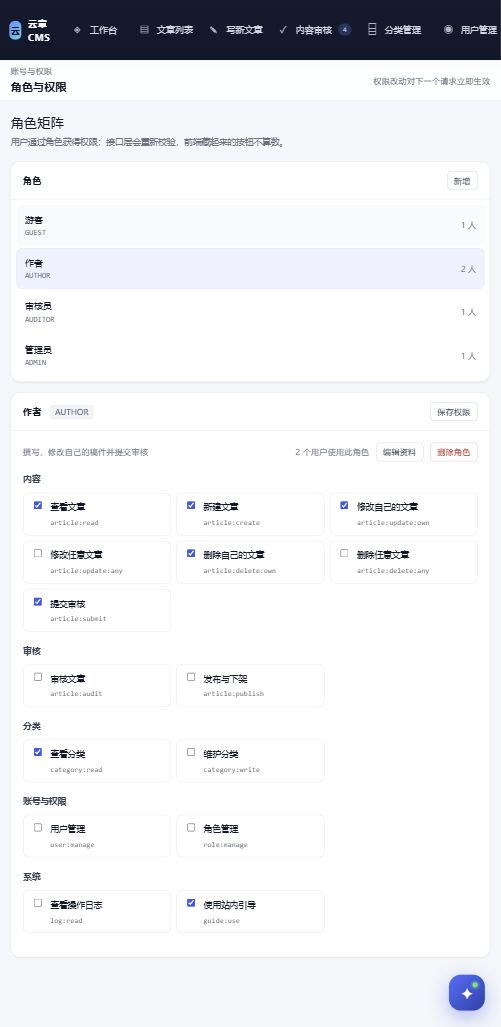 云章
CMS
工作台
文章列表
写新文章
内容审核 4
分类管理
用户管理
账号与权限
角色与权限
权限改动对下一个请求立即生效
角色矩阵
用户通过角色获得权限；接口层会重新校验，前端藏起来的按钮不算数。
角色
新增
游客
GUEST
1 人
作者
AUTHOR
2 人
审核员
AUDITOR
1 人
管理员
ADMIN
1 人
作者 AUTHOR
保存权限
撰写、修改自己的稿件并提交审核
2 个用户使用此角色
编辑资料
删除角色
内容
查看文章
article:read
新建文章
article:create
修改自己的文章
article:update:own
修改任意文章
article:update:any
删除自己的文章
article:delete:own
删除任意文章
article:delete:any
提交审核
article:submit
审核
审核文章
article:audit
发布与下架
article:publish
分类
查看分类
category:read
维护分类
category:write
账号与权限
用户管理
user:manage
角色管理
role:manage
系统
查看操作日志
log:read
使用站内引导
guide:use